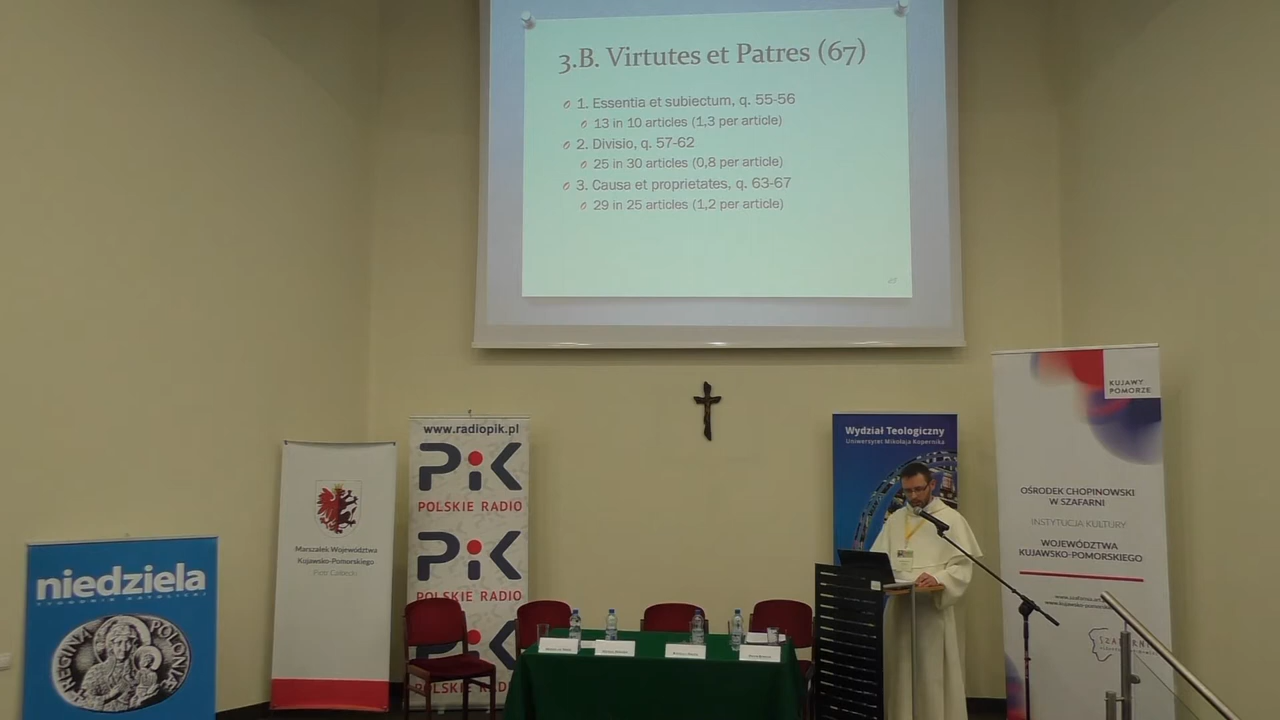 3.B. Virtutes et Patres (67)
1. Essentia et subiectum, q. 55-56
13 in 10 articles (1,3 per article)
2. Divisio, q. 57-62
25 in 30 articles (0,8 per article)
3. Causa et proprietates, q. 63-67
29 in 25 articles (1,2 per article)
niedziela
REGINA POLONIÆ
Marszałek Województwa
Kujawsko-Pomorskiego
Piotr Całbecki
www.radiopik.pl
PiK
POLSKIE RADIO
PiK
POLSKIE RADIO
POLSKIE RADIO
Wydział Teologiczny
Uniwersytet Mikołaja Kopernika
KUJAWY
POMORZE
OŚRODEK CHOPINOWSKI
W SZAFARNI
INSTYTUCJA KULTURY
WOJEWÓDZTWA
KUJAWSKO-POMORSKIEGO